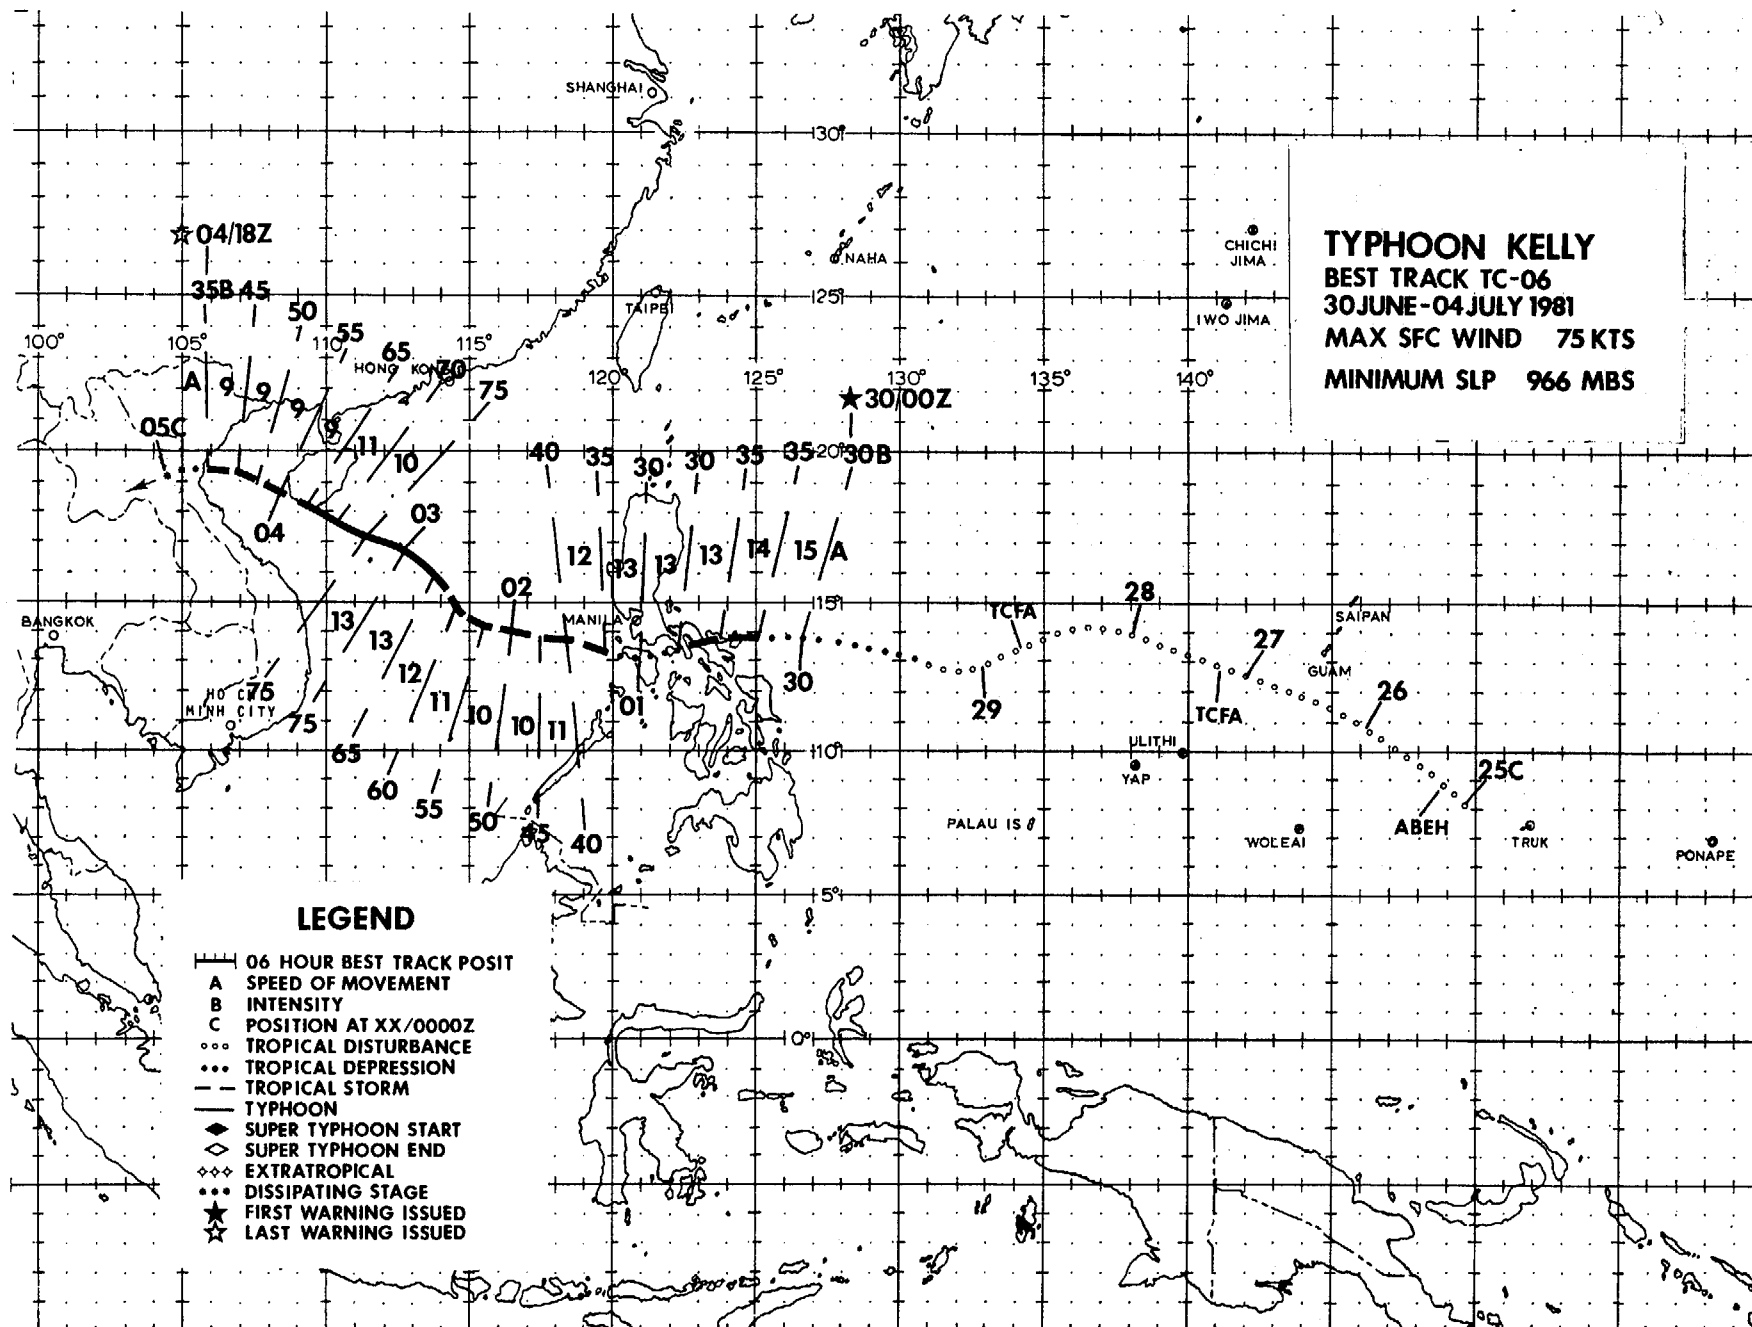 SHANGHAI
30°
04/18Z
NAHA
CHICHI
JIMA
TYPHOON KELLY
BEST TRACK TC-06
30 JUNE-04 JULY 1981
MAX SFC WIND 75 KTS
MINIMUM SLP 966 MBS
35B 45
50
55
65
70
75
TAIPEI
25°
IWO JIMA
100° 105° 110° 115°
HONG KONG
120° 125° 130° 135° 140°
A 9 9 9 9 11 10
30/00Z
05C
40 35 30 30 35 35 20° 30B
04
03
12 13 13 13 14 15 A
02
MANILA
15°
TCFA
28
SAIPAN
BANGKOK
13 13 12 11 10 10 11
27
GUAM
HO CHI
MINH CITY
75 75 65 60 55 50 45 40
01
30
29
TCFA
26
10°
ULITHI
YAP
25C
ABEH
PALAU IS
WOLEAI
TRUK
PONAPE
5°
0°
LEGEND
06 HOUR BEST TRACK POSIT
A SPEED OF MOVEMENT
B INTENSITY
C POSITION AT XX/0000Z
TROPICAL DISTURBANCE
TROPICAL DEPRESSION
TROPICAL STORM
TYPHOON
SUPER TYPHOON START
SUPER TYPHOON END
EXTRATROPICAL
DISSIPATING STAGE
FIRST WARNING ISSUED
LAST WARNING ISSUED